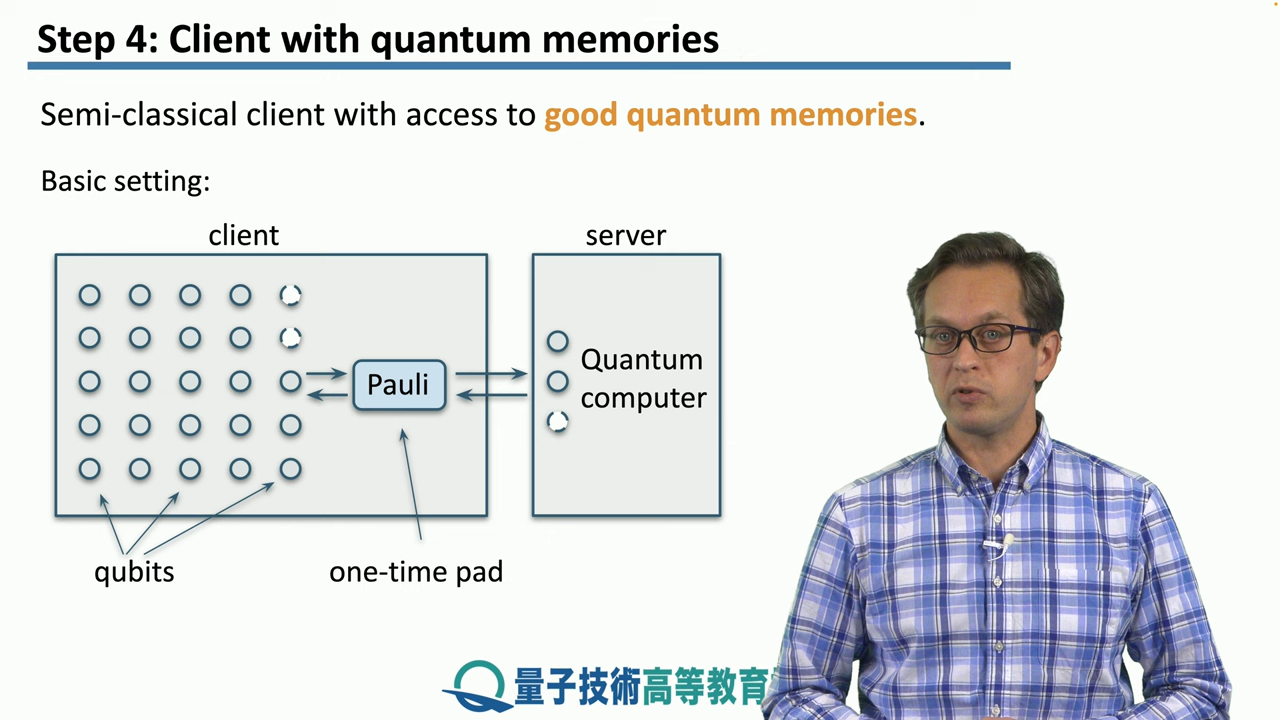 Step 4: Client with quantum memories
Semi-classical client with access to good quantum memories.
Basic setting:
client
server
Pauli
Quantum
computer
qubits
one-time pad
量子技術高等教育